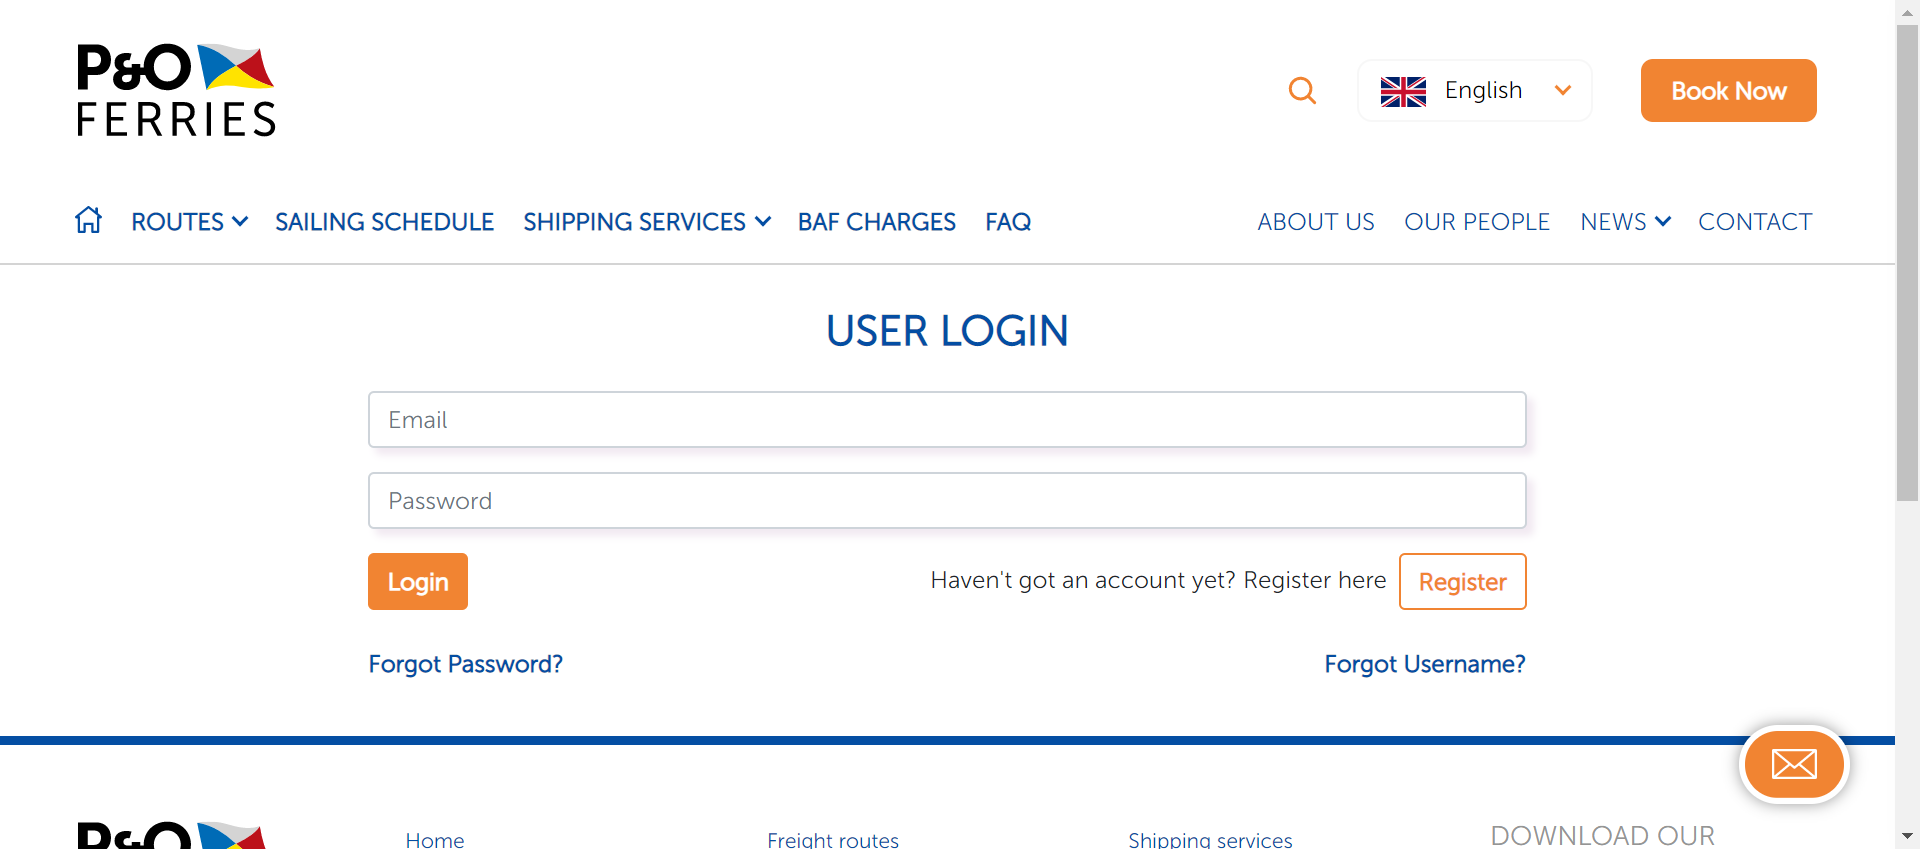 P&O
FERRIES
English
Book Now
ROUTES
SAILING SCHEDULE
SHIPPING SERVICES
BAF CHARGES
FAQ
ABOUT US
OUR PEOPLE
NEWS
CONTACT
USER LOGIN
Email
Password
Login
Haven't got an account yet? Register here
Register
Forgot Password?
Forgot Username?
P&O
Home
Freight routes
Shipping services
DOWNLOAD OUR